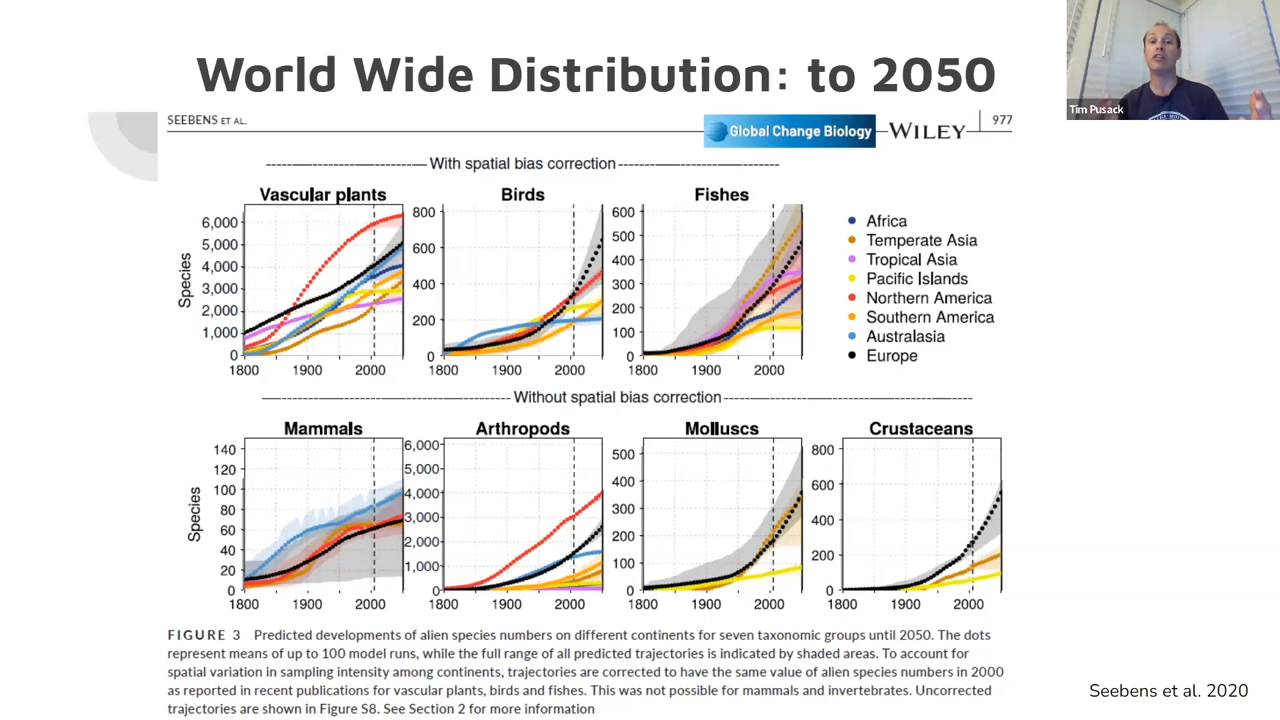 World Wide Distribution: to 2050
Tim Pusack
SEEBENS ET AL.
Global Change Biology
WILEY
977
With spatial bias correction
Vascular plants
Birds
Fishes
Species
6,000
5,000
4,000
3,000
2,000
1,000
0
1800 1900 2000
800
600
400
200
0
1800 1900 2000
600
500
400
300
200
100
0
1800 1900 2000
Africa
Temperate Asia
Tropical Asia
Pacific Islands
Northern America
Southern America
Australasia
Europe
Without spatial bias correction
Mammals
Arthropods
Molluscs
Crustaceans
Species
140
120
100
80
60
40
20
0
1800 1900 2000
6,000
5,000
4,000
3,000
2,000
1,000
0
1800 1900 2000
500
400
300
200
100
0
1800 1900 2000
800
600
400
200
0
1800 1900 2000
FIGURE 3 Predicted developments of alien species numbers on different continents for seven taxonomic groups until 2050. The dots
represent means of up to 100 model runs, while the full range of all predicted trajectories is indicated by shaded areas. To account for
spatial variation in sampling intensity among continents, trajectories are corrected to have the same value of alien species numbers in 2000
as reported in recent publications for vascular plants, birds and fishes. This was not possible for mammals and invertebrates. Uncorrected
trajectories are shown in Figure S8. See Section 2 for more information
Seebens et al. 2020